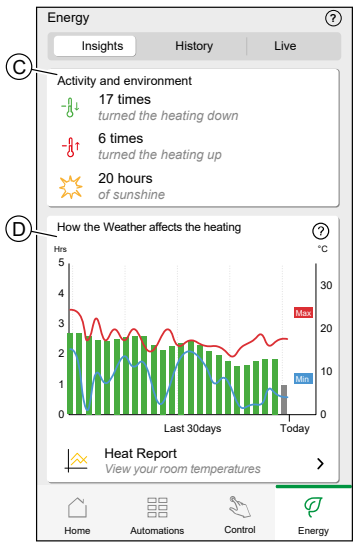 Energy ?
Insights History Live
C
Activity and environment
17 times
turned the heating down
6 times
turned the heating up
20 hours
of sunshine
D
How the Weather affects the heating ?
Hrs °C
5
4
3
2
1
0
30
20
10
0
Max
Min
Last 30days Today
Heat Report
View your room temperatures
Home Automations Control Energy